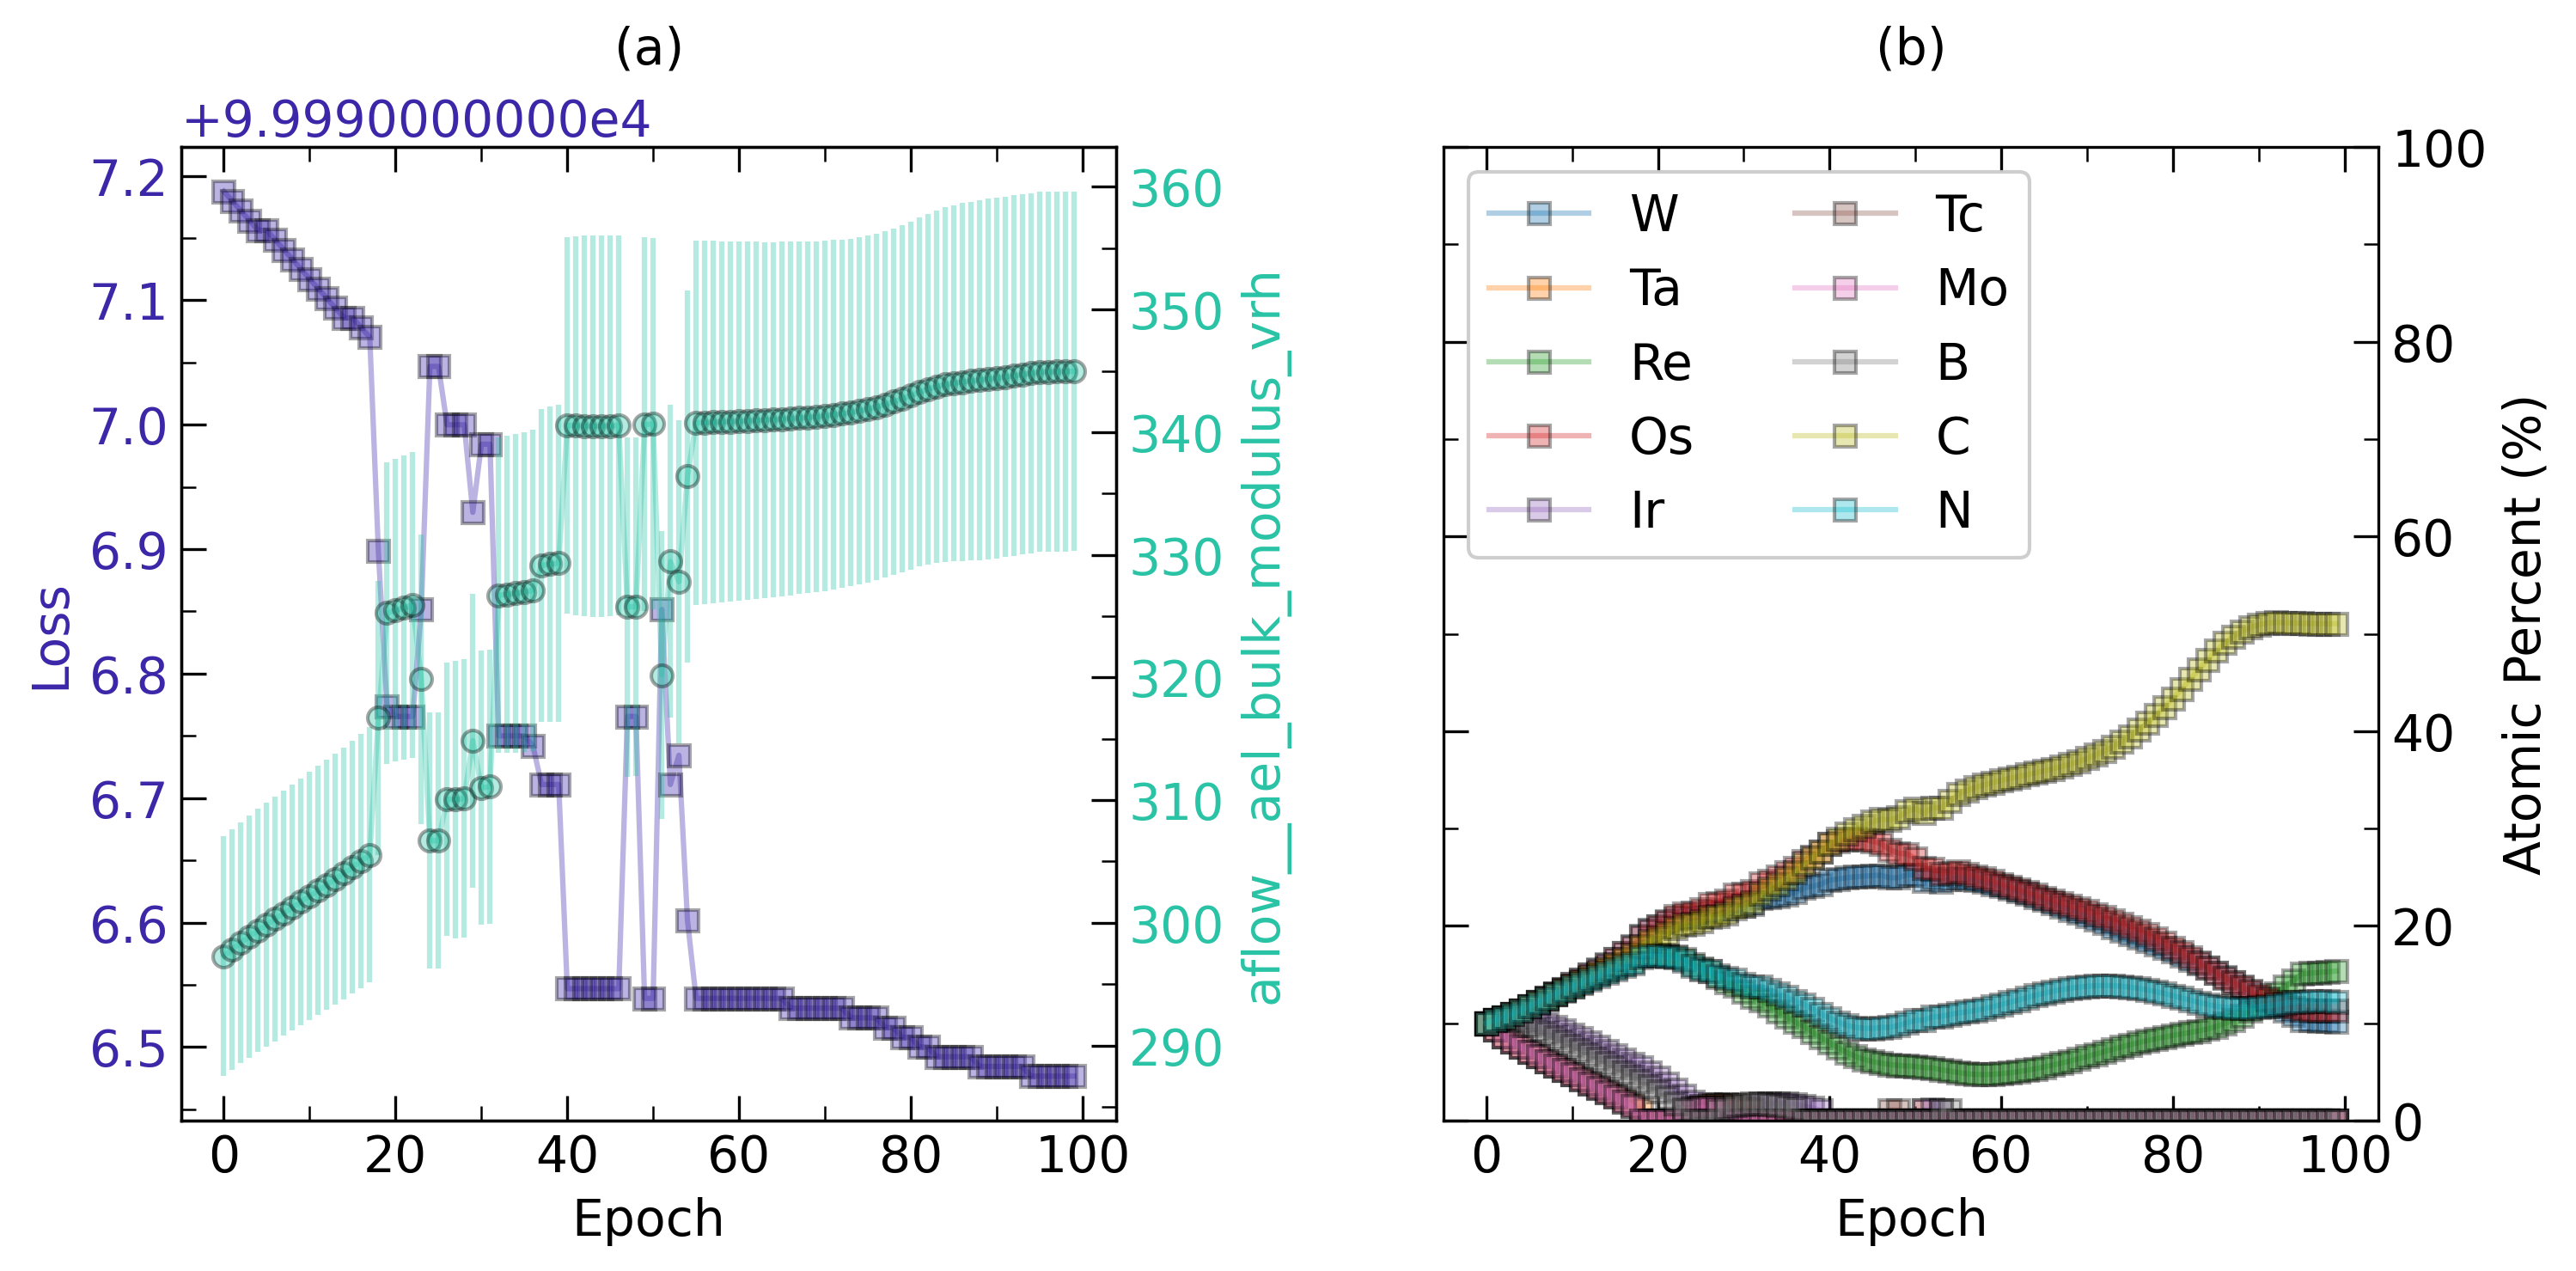 (a)
+9.9990000000e4
7.2
7.1
7.0
6.9
6.8
6.7
6.6
6.5
Loss
360
350
340
330
320
310
300
290
aflow__ael_bulk_modulus_vrh
0 20 40 60 80 100
Epoch
(b)
W Tc
Ta Mo
Re B
Os C
Ir N
100
80
60
40
20
0
Atomic Percent (%)
0 20 40 60 80 100
Epoch